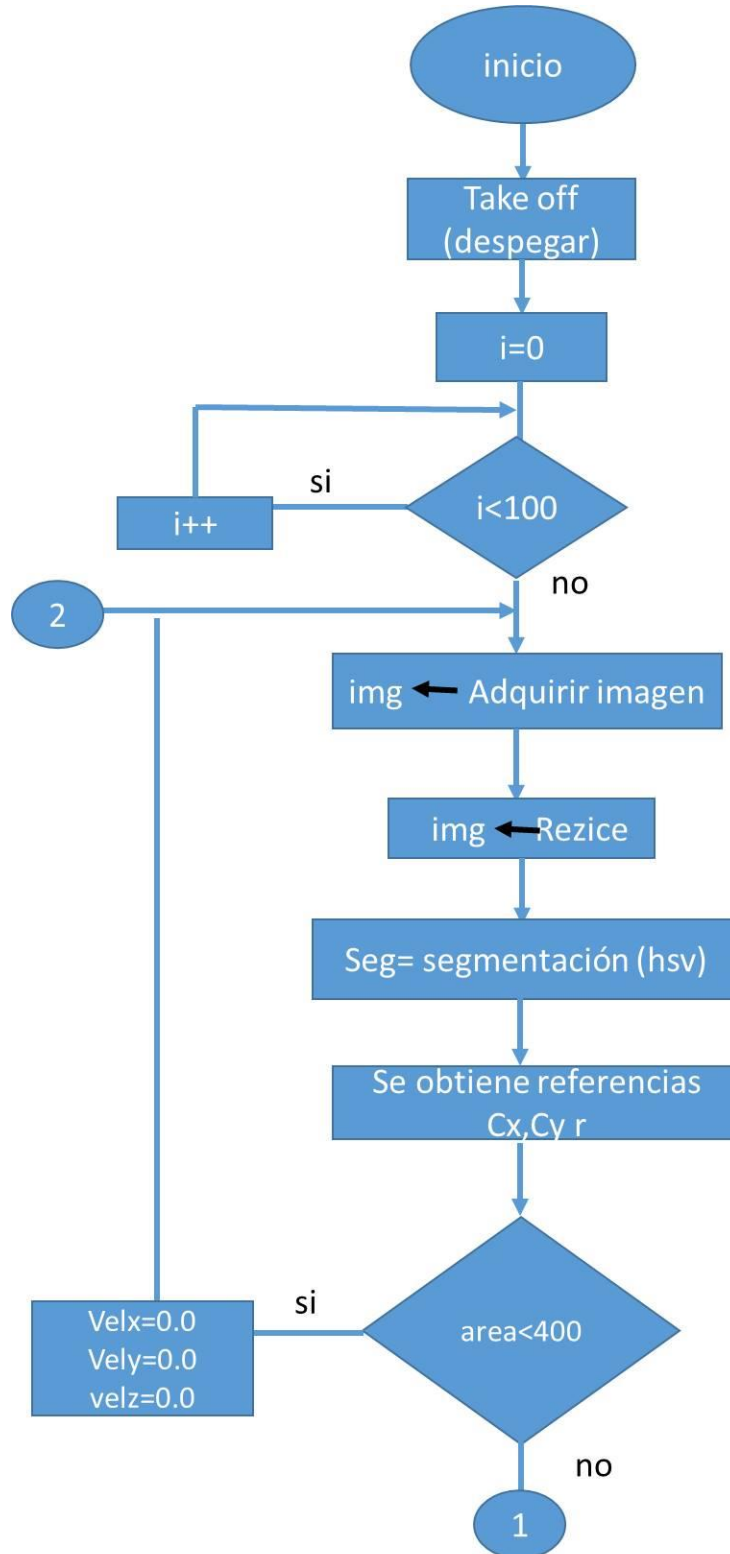 inicio
Take off
(despegar)
i=0
si
i<100
i++
no
2
img ← Adquirir imagen
img ← Rezice
Seg= segmentación (hsv)
Se obtiene referencias
Cx,Cy r
si
area<400
Velx=0.0
Vely=0.0
velz=0.0
no
1